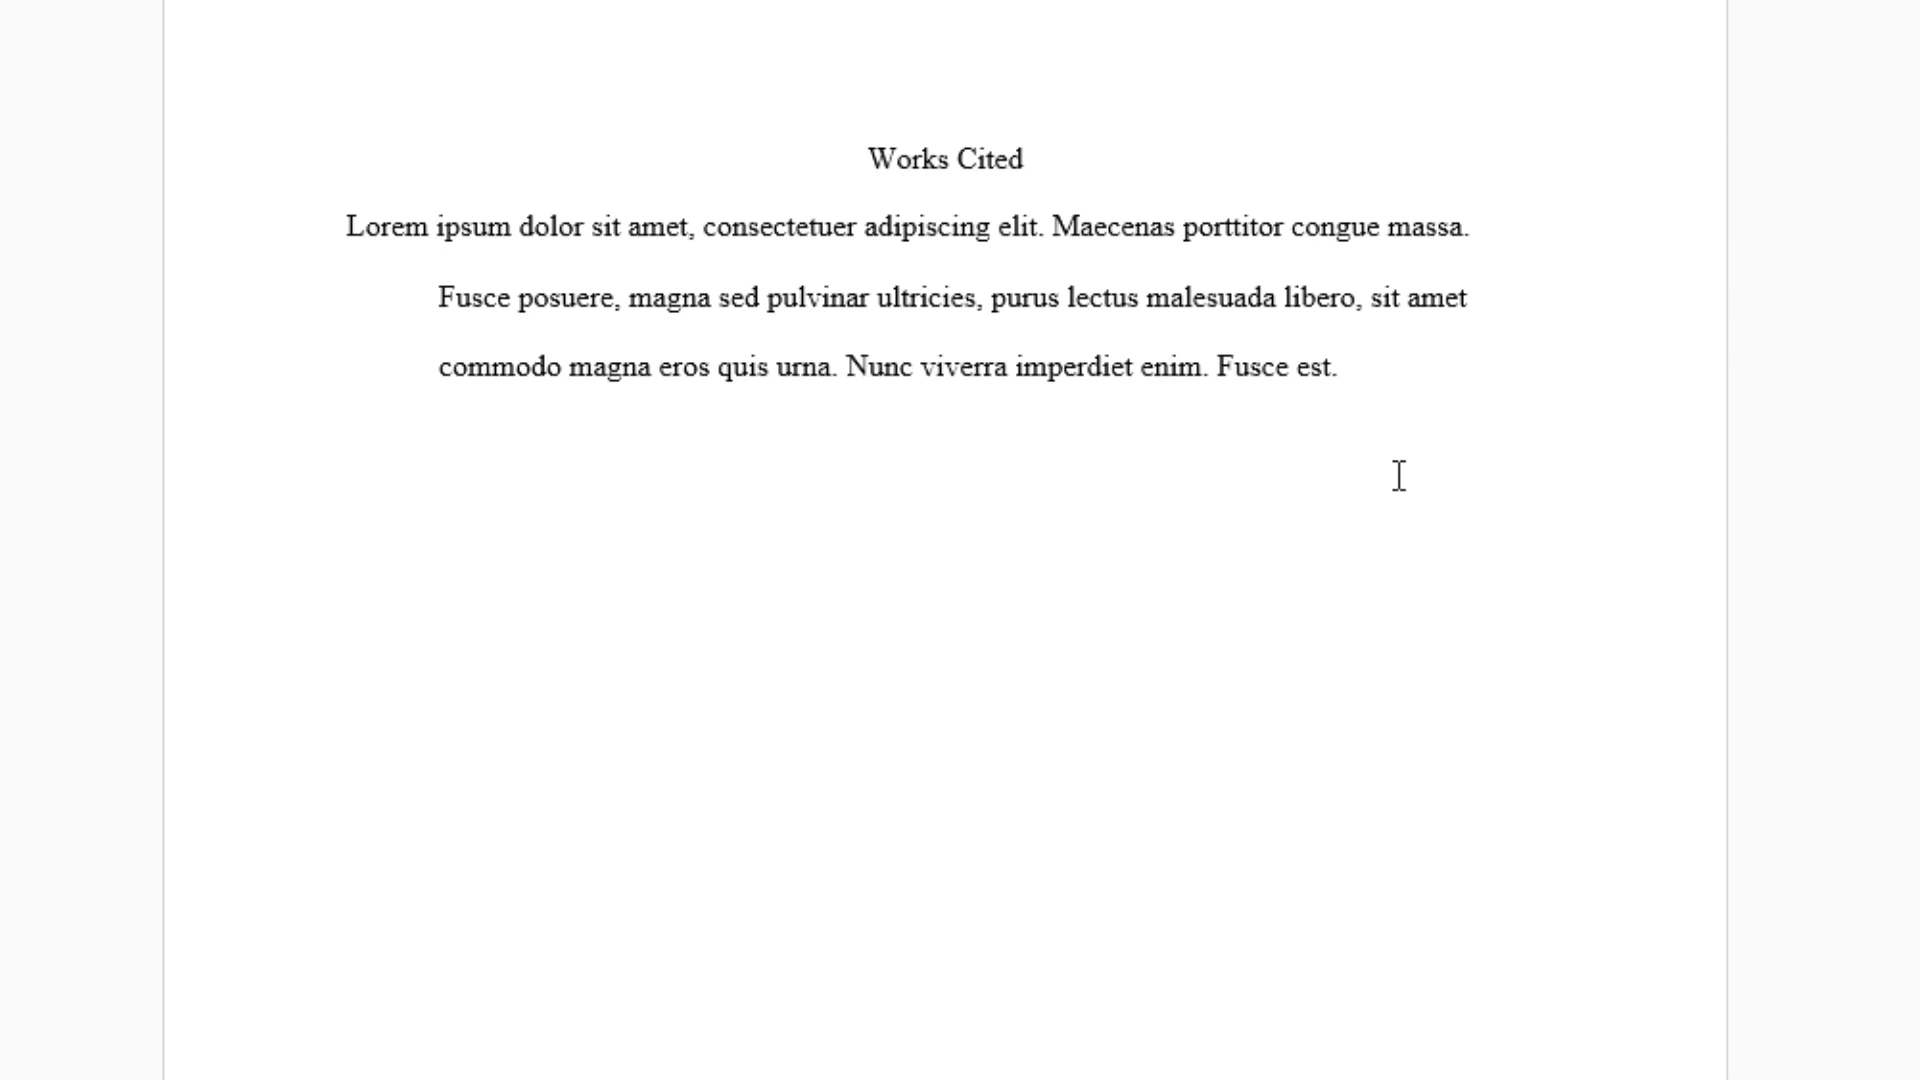 Works Cited
Lorem ipsum dolor sit amet, consectetuer adipiscing elit. Maecenas porttitor congue massa.
Fusce posuere, magna sed pulvinar ultricies, purus lectus malesuada libero, sit amet
commodo magna eros quis urna. Nunc viverra imperdiet enim. Fusce est.